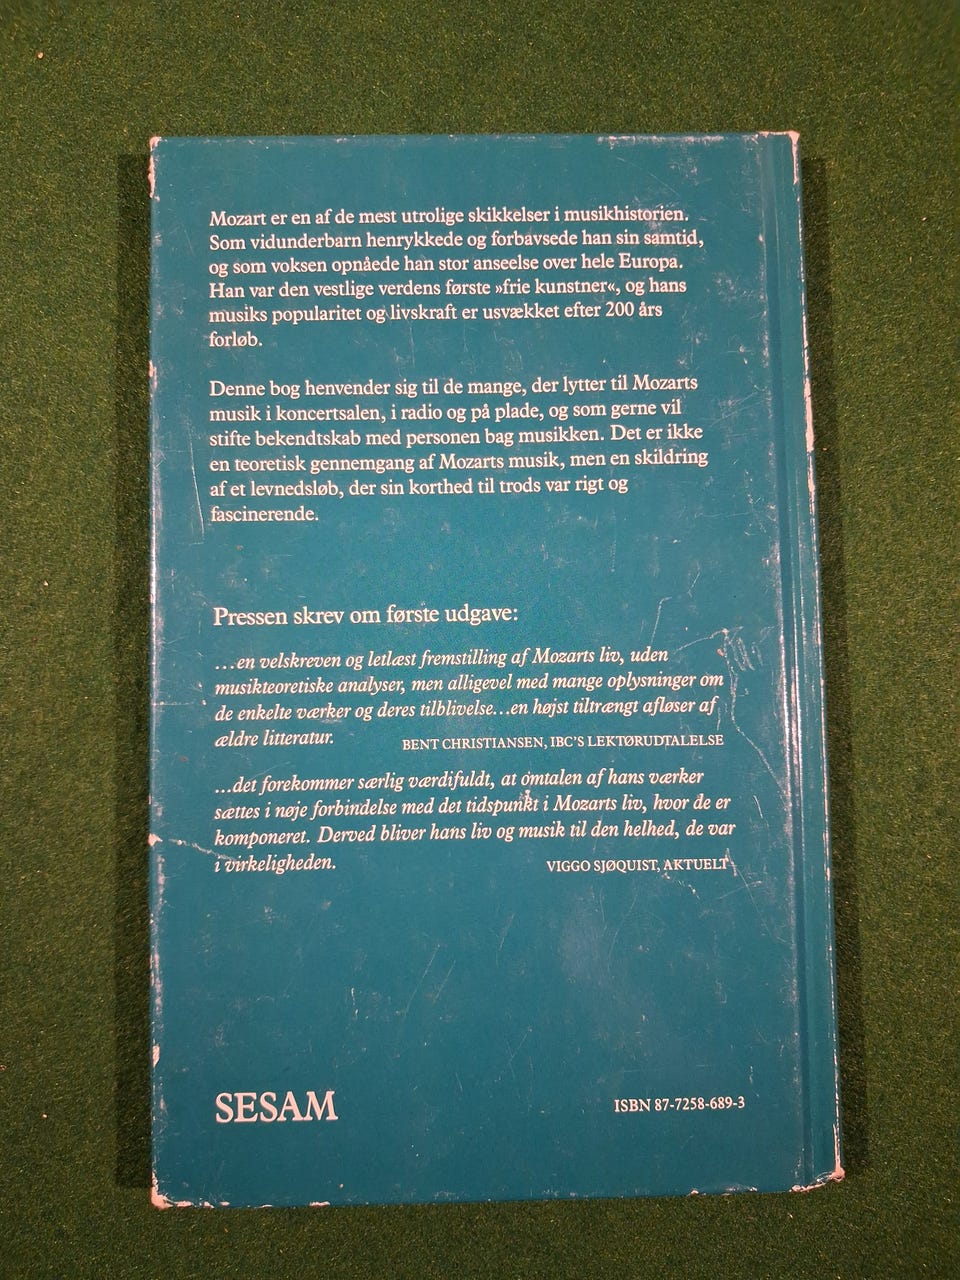 Mozart er en af de mest utrolige skikkelser i musikhistorien.
Som vidunderbarn henrykkede og forbavsede han sin samtid,
og som voksen opnåede han stor anseelse over hele Europa.
Han var den vestlige verdens første »frie kunstner«, og hans
musiks popularitet og livskraft er usvækket efter 200 års
forløb.
Denne bog henvender sig til de mange, der lytter til Mozarts
musik i koncertsalen, i radio og på plade, og som gerne vil
stifte bekendtskab med personen bag musikken. Det er ikke
en teoretisk gennemgang af Mozarts musik, men en skildring
af et levnedsløb, der sin korthed til trods var rigt og
fascinerende.
Pressen skrev om første udgave:
...en velskreven og letlæst fremstilling af Mozarts liv, uden
musikteoretiske analyser, men alligevel med mange oplysninger om
de enkelte værker og deres tilblivelse...en højst tiltrængt afløser af
ældre litteratur. BENT CHRISTIANSEN, IBC'S LEKTØRUDTALELSE
...det forekommer særlig værdifuldt, at omtalen af hans værker
sættes i nøje forbindelse med det tidspunkt i Mozarts liv, hvor de er
komponeret. Derved bliver hans liv og musik til den helhed, de var
i virkeligheden. VIGGO SJØQUIST, AKTUELT
SESAM ISBN 87-7258-689-3